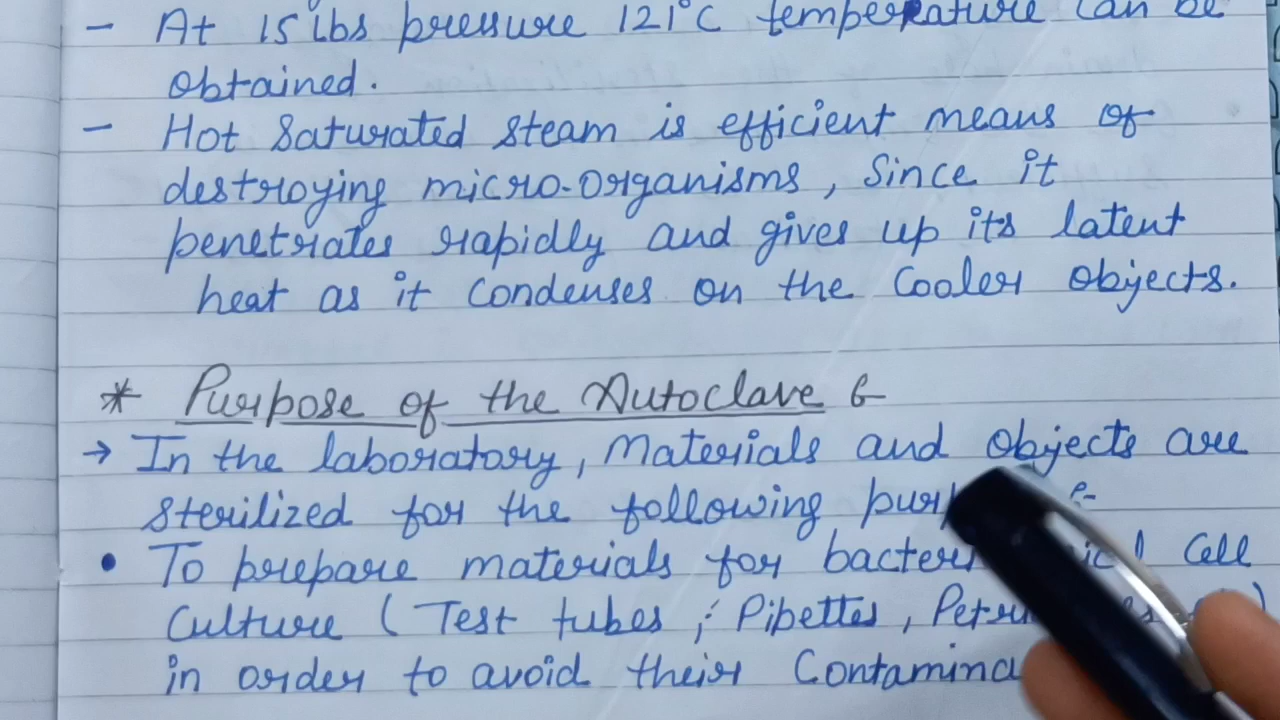 - At 15 lbs pressure 121°C temperature can be
obtained.
- Hot saturated steam is efficient means of
destroying micro-organisms, since it
penetrates rapidly and gives up its latent
heat as it condenses on the cooler objects.
* Purpose of the Autoclave :-
→ In the laboratory, materials and objects are
sterilized for the following :-
• To prepare materials for cell
culture (Test tubes, Pipettes,
in order to avoid their